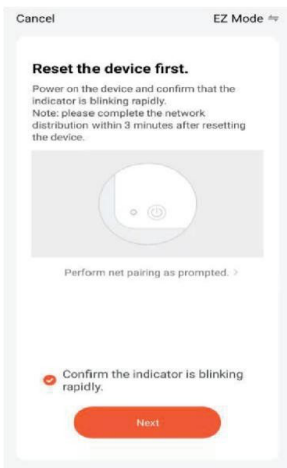 Cancel EZ Mode
Reset the device first.
Power on the device and confirm that the
indicator is blinking rapidly.
Note: please complete the network
distribution within 3 minutes after resetting
the device.
Perform net pairing as prompted. >
Confirm the indicator is blinking
rapidly.
Next